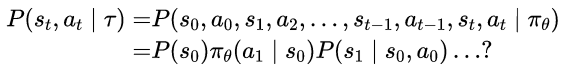 P(s_t, a_t | τ) = P(s_0, a_0, s_1, a_2, . . . , s_{t−1}, a_{t−1}, s_t, a_t | π_θ)
= P(s_0)π_θ(a_1 | s_0)P(s_1 | s_0, a_0) . . . ?